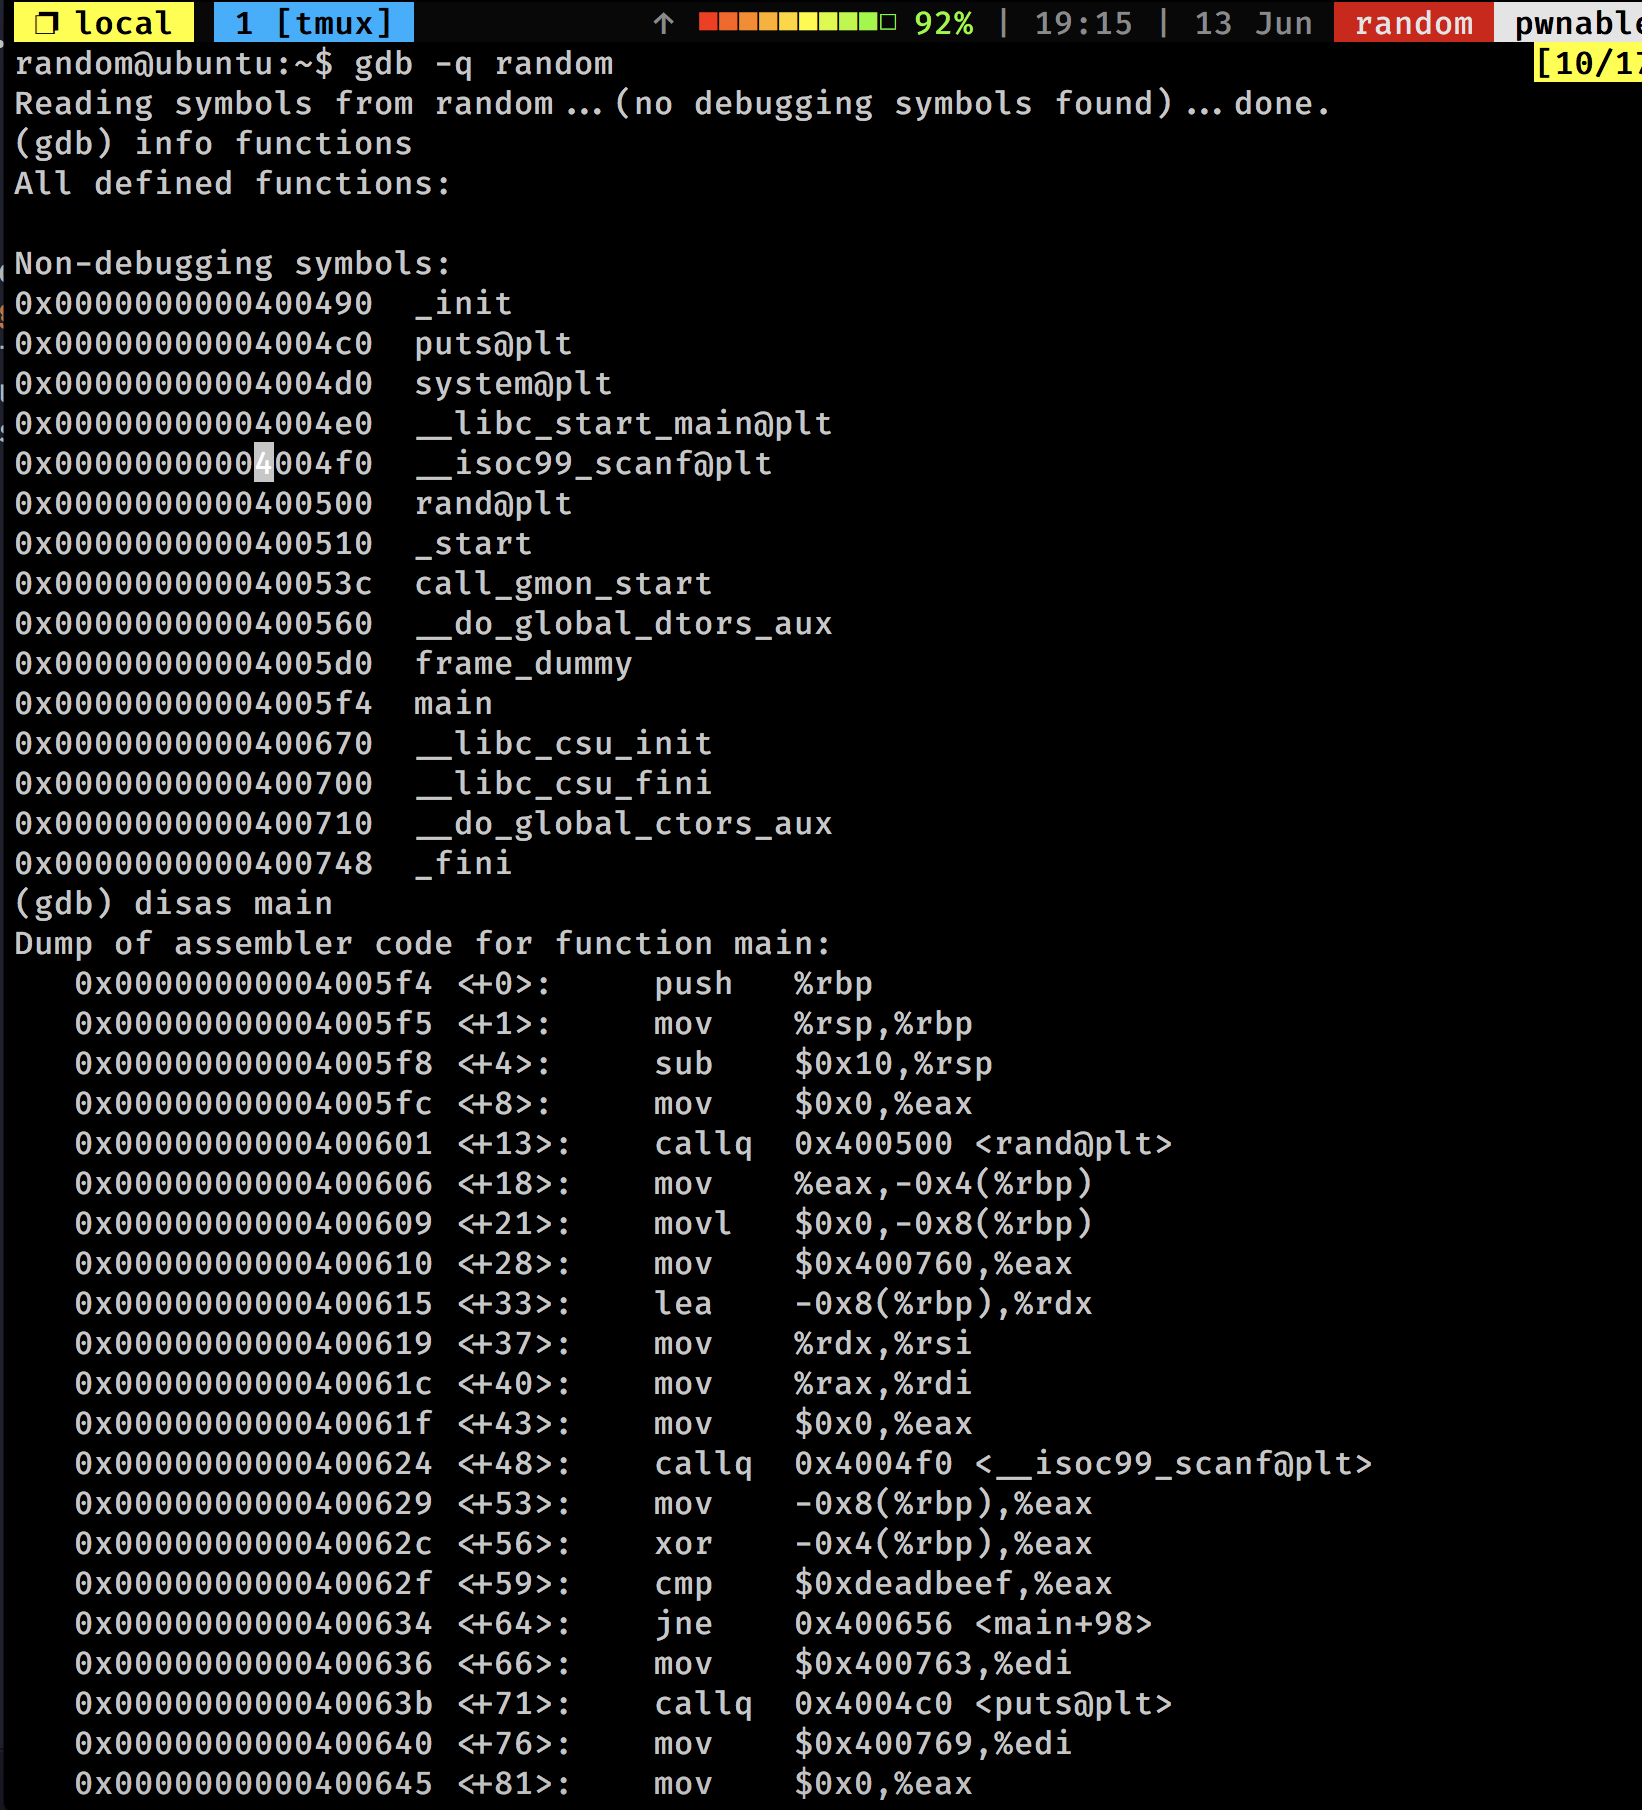 ❐ local 1 [tmux] ↑ ■■■■■■■■■□ 92% | 19:15 | 13 Jun random pwnable
random@ubuntu:~$ gdb -q random [10/17
Reading symbols from random...(no debugging symbols found)...done.
(gdb) info functions
All defined functions:
Non-debugging symbols:
0x0000000000400490  _init
0x00000000004004c0  puts@plt
0x00000000004004d0  system@plt
0x00000000004004e0  __libc_start_main@plt
0x00000000004004f0  __isoc99_scanf@plt
0x0000000000400500  rand@plt
0x0000000000400510  _start
0x000000000040053c  call_gmon_start
0x0000000000400560  __do_global_dtors_aux
0x00000000004005d0  frame_dummy
0x00000000004005f4  main
0x0000000000400670  __libc_csu_init
0x0000000000400700  __libc_csu_fini
0x0000000000400710  __do_global_ctors_aux
0x0000000000400748  _fini
(gdb) disas main
Dump of assembler code for function main:
   0x00000000004005f4 <+0>:     push   %rbp
   0x00000000004005f5 <+1>:     mov    %rsp,%rbp
   0x00000000004005f8 <+4>:     sub    $0x10,%rsp
   0x00000000004005fc <+8>:     mov    $0x0,%eax
   0x0000000000400601 <+13>:    callq  0x400500 <rand@plt>
   0x0000000000400606 <+18>:    mov    %eax,-0x4(%rbp)
   0x0000000000400609 <+21>:    movl   $0x0,-0x8(%rbp)
   0x0000000000400610 <+28>:    mov    $0x400760,%eax
   0x0000000000400615 <+33>:    lea    -0x8(%rbp),%rdx
   0x0000000000400619 <+37>:    mov    %rdx,%rsi
   0x000000000040061c <+40>:    mov    %rax,%rdi
   0x000000000040061f <+43>:    mov    $0x0,%eax
   0x0000000000400624 <+48>:    callq  0x4004f0 <__isoc99_scanf@plt>
   0x0000000000400629 <+53>:    mov    -0x8(%rbp),%eax
   0x000000000040062c <+56>:    xor    -0x4(%rbp),%eax
   0x000000000040062f <+59>:    cmp    $0xdeadbeef,%eax
   0x0000000000400634 <+64>:    jne    0x400656 <main+98>
   0x0000000000400636 <+66>:    mov    $0x400763,%edi
   0x000000000040063b <+71>:    callq  0x4004c0 <puts@plt>
   0x0000000000400640 <+76>:    mov    $0x400769,%edi
   0x0000000000400645 <+81>:    mov    $0x0,%eax